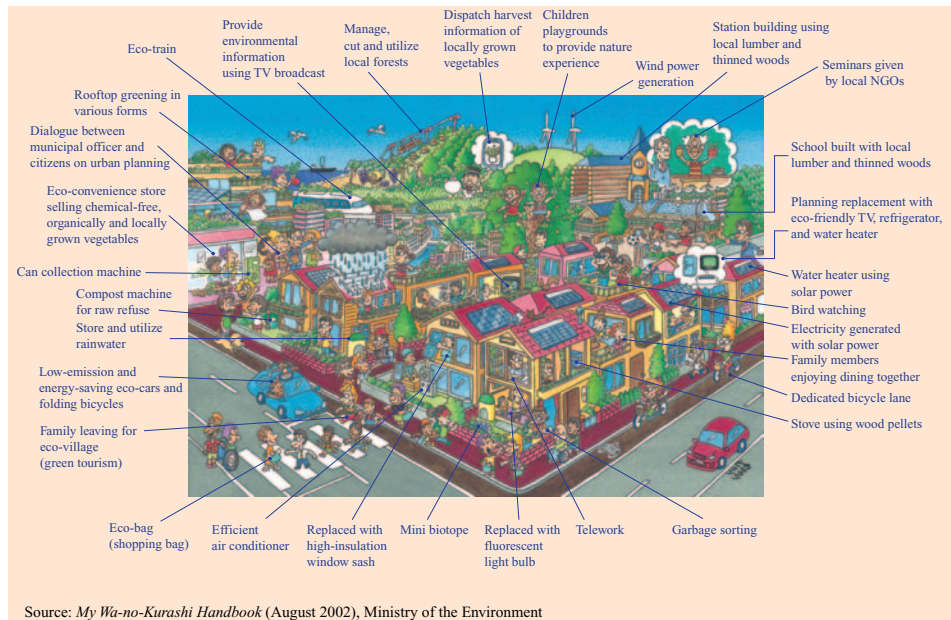 Eco-train
Provide
environmental
information
using TV broadcast
Manage,
cut and utilize
local forests
Dispatch harvest
information of
locally grown
vegetables
Children
playgrounds
to provide nature
experience
Wind power
generation
Station building using
local lumber and
thinned woods
Seminars given
by local NGOs
Rooftop greening in
various forms
Dialogue between
municipal officer and
citizens on urban planning
Eco-convenience store
selling chemical-free,
organically and locally
grown vegetables
Can collection machine
Compost machine
for raw refuse
Store and utilize
rainwater
Low-emission and
energy-saving eco-cars and
folding bicycles
Family leaving for
eco-village
(green tourism)
School built with local
lumber and thinned woods
Planning replacement with
eco-friendly TV, refrigerator,
and water heater
Water heater using
solar power
Bird watching
Electricity generated
with solar power
Family members
enjoying dining together
Dedicated bicycle lane
Stove using wood pellets
Eco-bag
(shopping bag)
Efficient
air conditioner
Replaced with
high-insulation
window sash
Mini biotope
Replaced with
fluorescent
light bulb
Telework
Garbage sorting
Source: My Wa-no-Kurashi Handbook (August 2002), Ministry of the Environment